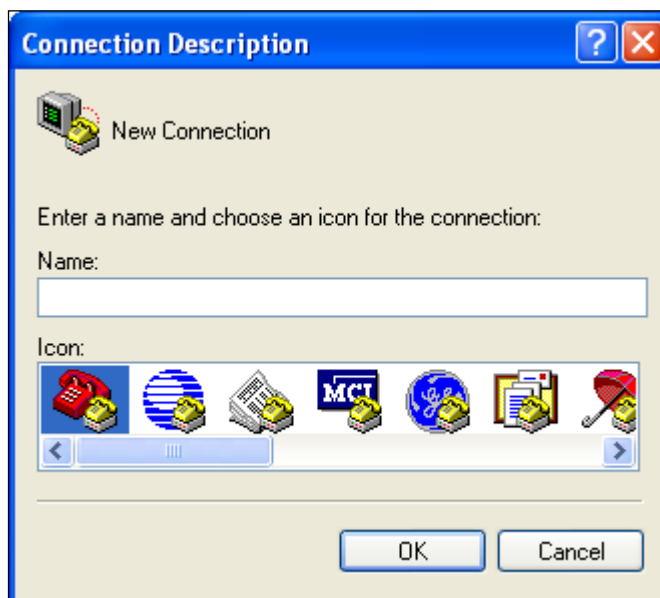 Connection Description
New Connection
Enter a name and choose an icon for the connection:
Name:
Icon:
MCI
OK
Cancel